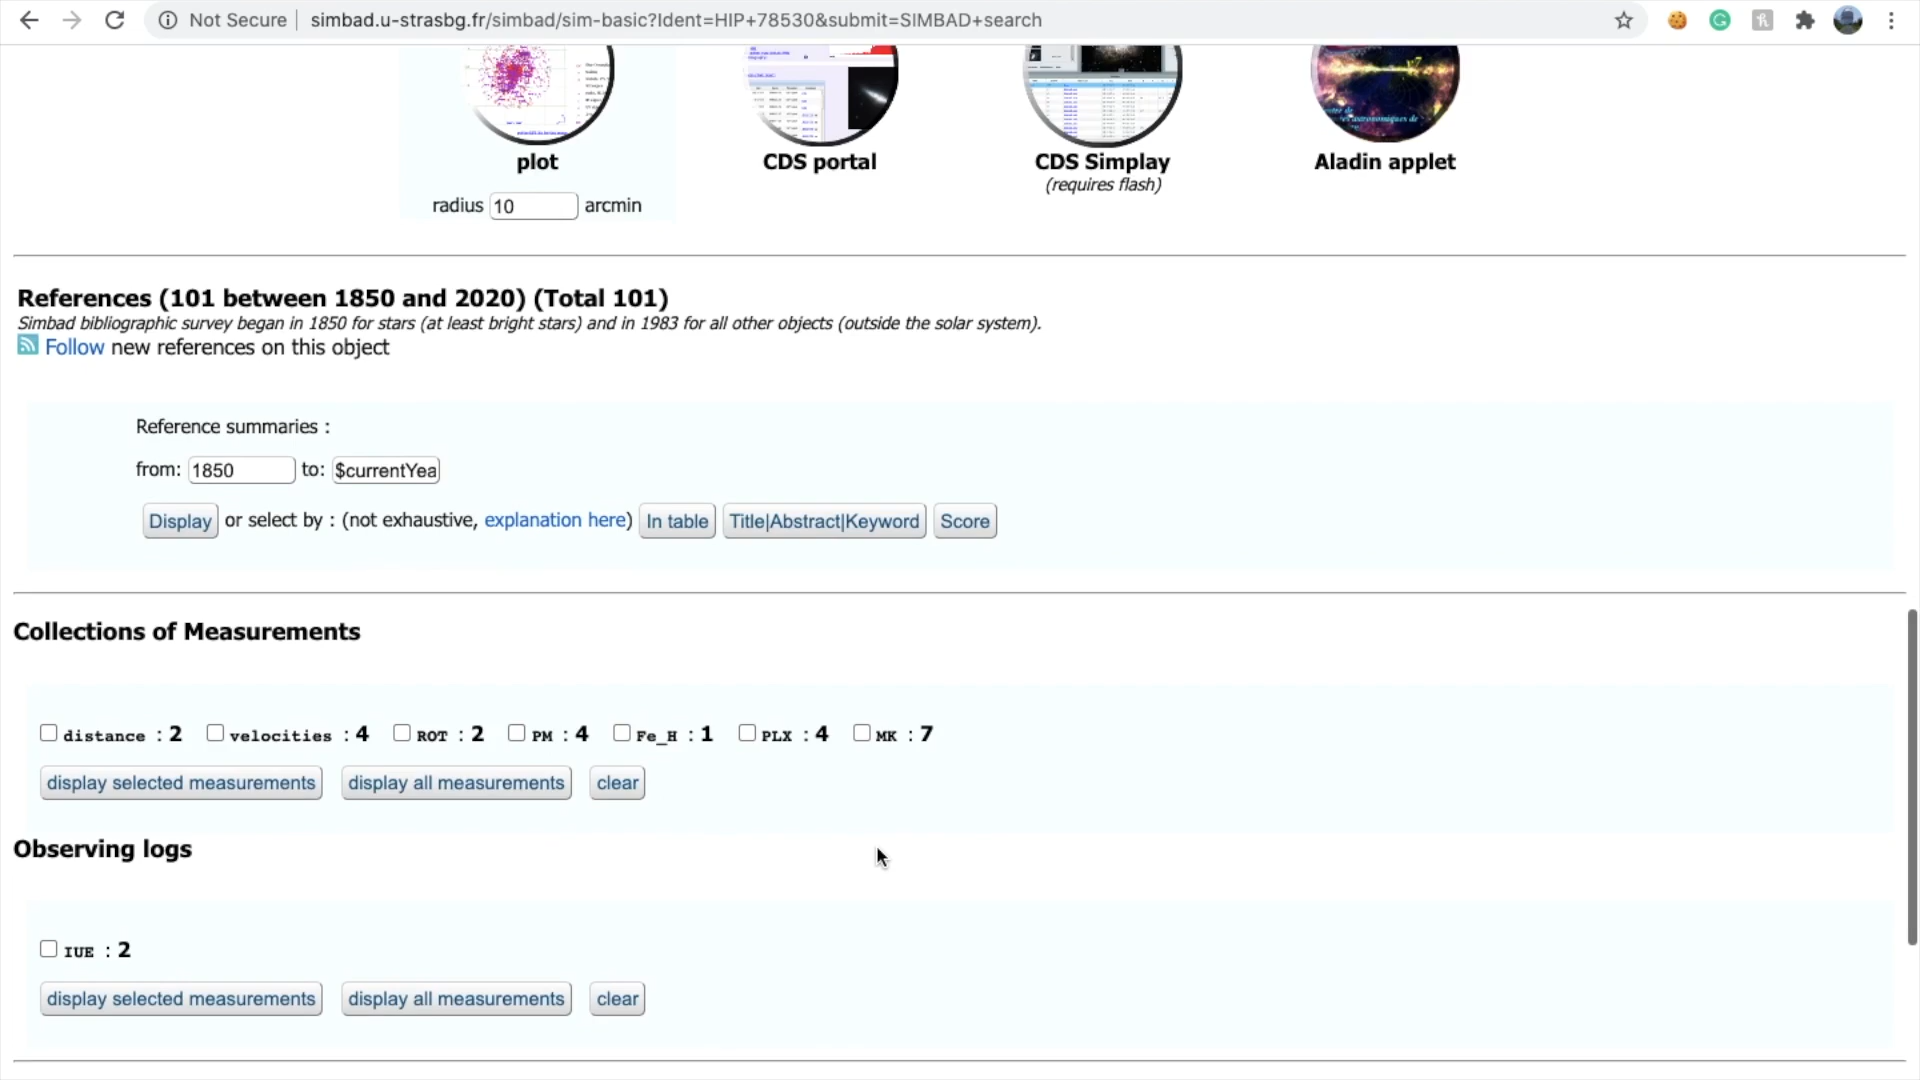 Not Secure | simbad.u-strasbg.fr/simbad/sim-basic?Ident=HIP+78530&submit=SIMBAD+search
plot
CDS portal
CDS Simplay
Aladin applet
(requires flash)
radius 10 arcmin
References (101 between 1850 and 2020) (Total 101)
Simbad bibliographic survey began in 1850 for stars (at least bright stars) and in 1983 for all other objects (outside the solar system).
Follow new references on this object
Reference summaries :
from: 1850 to: $currentYea
Display or select by : (not exhaustive, explanation here) In table Title|Abstract|Keyword Score
Collections of Measurements
distance : 2 velocities : 4 ROT : 2 PM : 4 Fe_H : 1 PLX : 4 MK : 7
display selected measurements display all measurements clear
Observing logs
IUE : 2
display selected measurements display all measurements clear